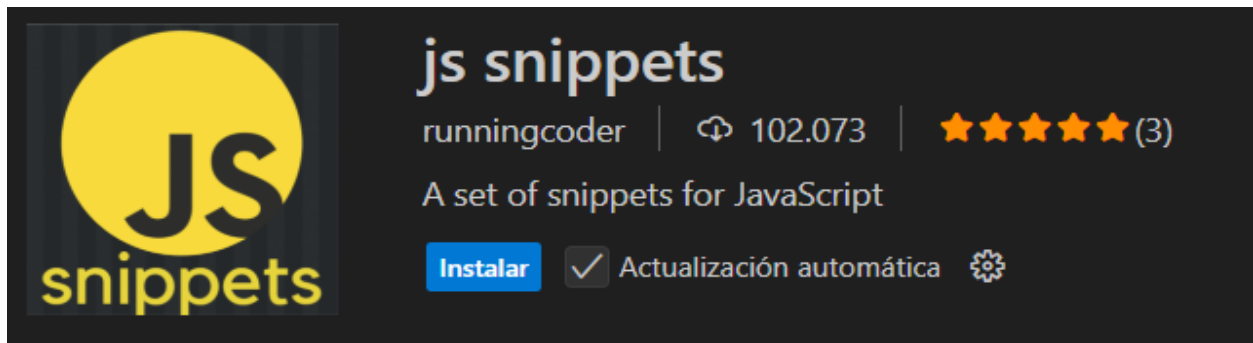 JS
snippets
js snippets
runningcoder 102.073 (3)
A set of snippets for JavaScript
Instalar Actualización automática